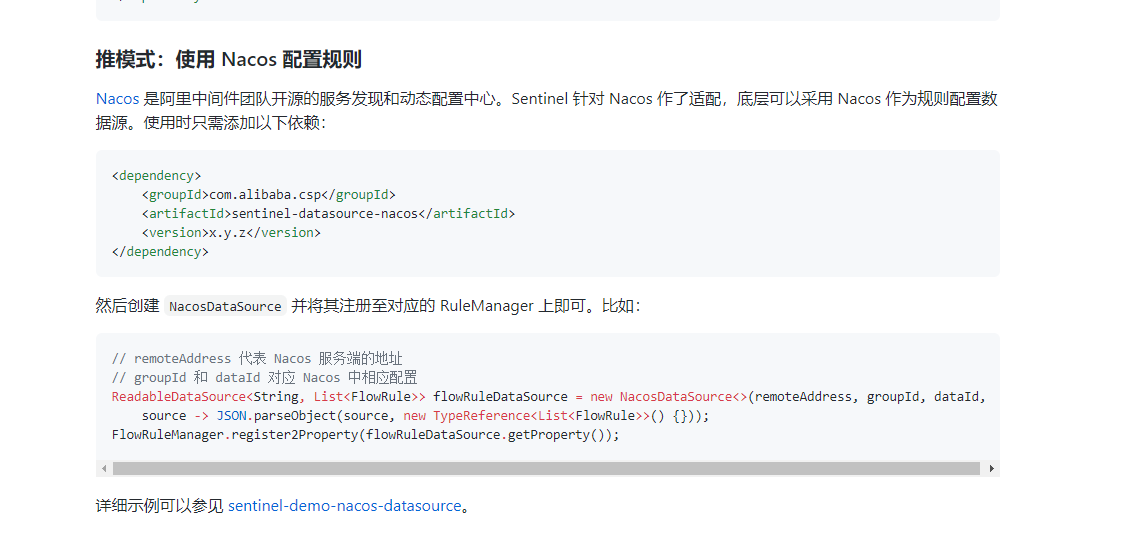 推模式：使用 Nacos 配置规则
Nacos 是阿里中间件团队开源的服务发现和动态配置中心。Sentinel 针对 Nacos 作了适配，底层可以采用 Nacos 作为规则配置数
据源。使用时只需添加以下依赖：
<dependency>
    <groupId>com.alibaba.csp</groupId>
    <artifactId>sentinel-datasource-nacos</artifactId>
    <version>x.y.z</version>
</dependency>
然后创建 NacosDataSource 并将其注册至对应的 RuleManager 上即可。比如：
// remoteAddress 代表 Nacos 服务端的地址
// groupId 和 dataId 对应 Nacos 中相应配置
ReadableDataSource<String, List<FlowRule>> flowRuleDataSource = new NacosDataSource<>(remoteAddress, groupId, dataId,
    source -> JSON.parseObject(source, new TypeReference<List<FlowRule>>() {}));
FlowRuleManager.register2Property(flowRuleDataSource.getProperty());
详细示例可以参见 sentinel-demo-nacos-datasource。